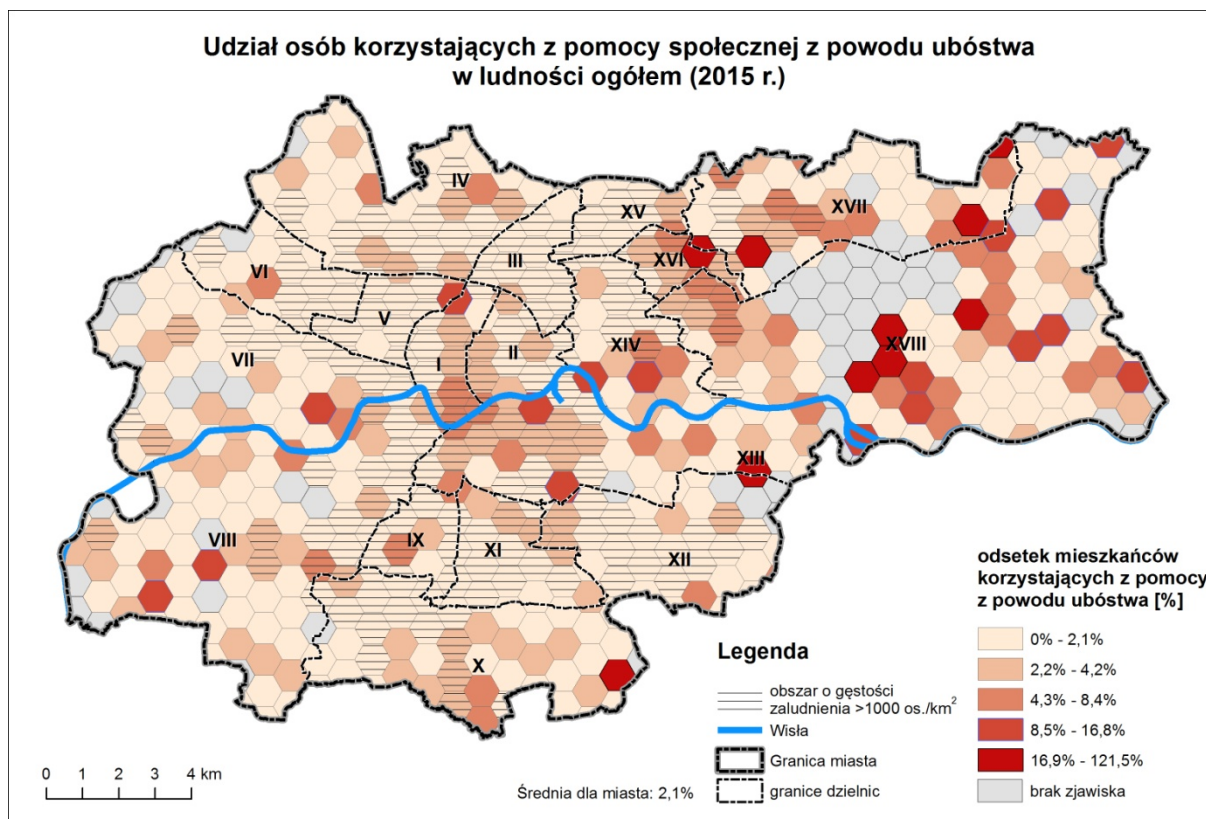 Udział osób korzystających z pomocy społecznej z powodu ubóstwa
w ludności ogółem (2015 r.)
IV
XV
XVII
III
XVI
VI
V
VII
I
II
XIV
XVIII
XIII
VIII
IX
XI
XII
X
Legenda
obszar o gęstości
zaludnienia >1000 os./km²
Wisła
Granica miasta
granice dzielnic
odsetek mieszkańców
korzystających z pomocy
z powodu ubóstwa [%]
0% - 2,1%
2,2% - 4,2%
4,3% - 8,4%
8,5% - 16,8%
16,9% - 121,5%
brak zjawiska
0 1 2 3 4 km
Średnia dla miasta: 2,1%